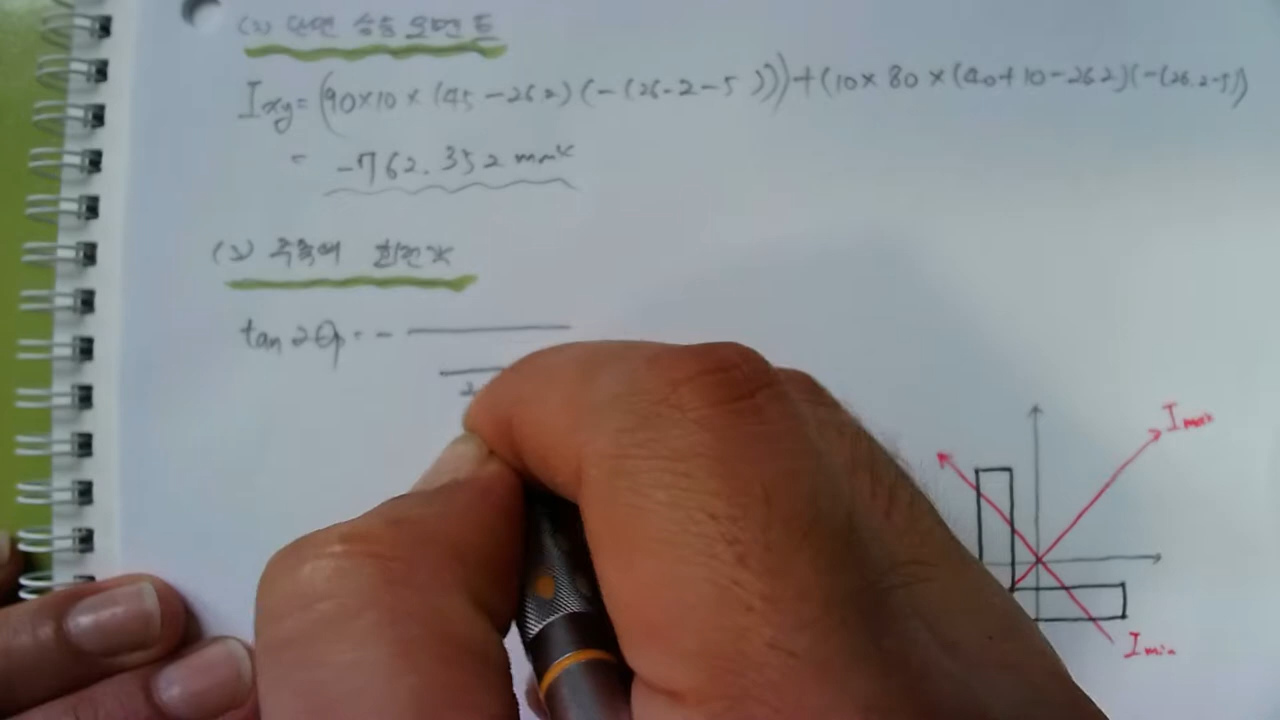 (2) 단면 상승 모멘트
Ixy = (90×10×(45-26.2)(-(26.2-5)))+(10×80×(40+10-26.2)(-(26.2-5))
= -762.352 mm⁴
(3) 주축의 회전각
tan 2θp = -
Imax
Imin